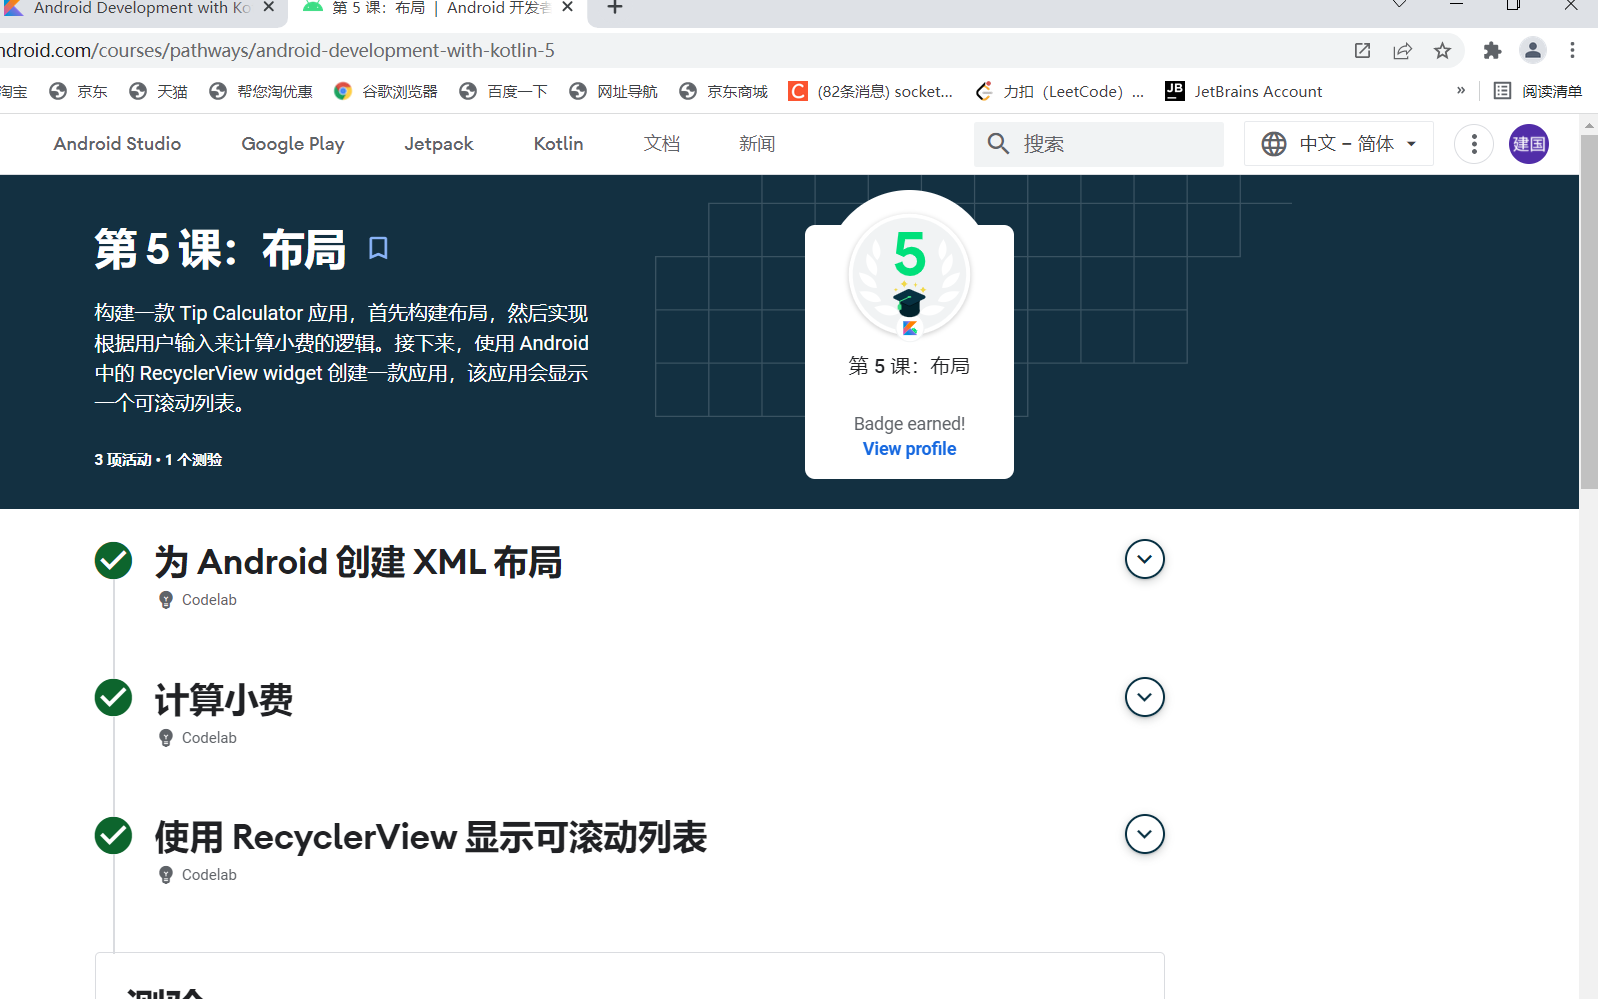 Android Development with Ko
第 5 课：布局 | Android 开发者
ndroid.com/courses/pathways/android-development-with-kotlin-5
淘宝 京东 天猫 帮您淘优惠 谷歌浏览器 百度一下 网址导航 京东商城 C (82条消息) socket... 力扣（LeetCode）... JB JetBrains Account » 阅读清单
Android Studio Google Play Jetpack Kotlin 文档 新闻 搜索 中文 – 简体 建国
第 5 课：布局
构建一款 Tip Calculator 应用，首先构建布局，然后实现
根据用户输入来计算小费的逻辑。接下来，使用 Android
中的 RecyclerView widget 创建一款应用，该应用会显示
一个可滚动列表。
3 项活动 • 1 个测验
5
第 5 课：布局
Badge earned!
View profile
为 Android 创建 XML 布局
Codelab
计算小费
Codelab
使用 RecyclerView 显示可滚动列表
Codelab
测验